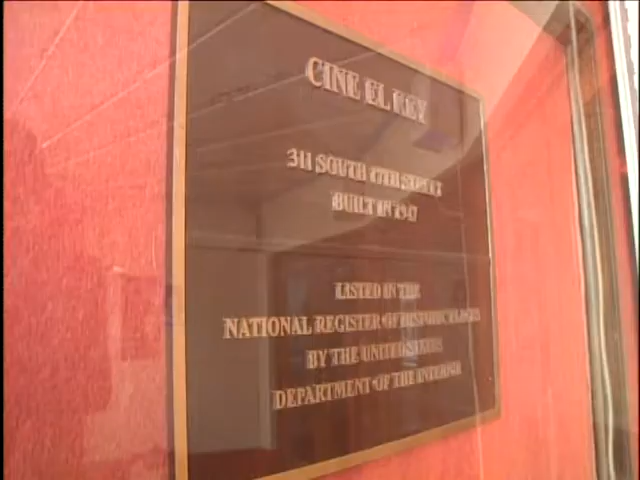 CINE EL REY
311 SOUTH 17TH STREET
BUILT IN 1947
LISTED IN THE
NATIONAL REGISTER OF HISTORIC PLACES
BY THE UNITED STATES
DEPARTMENT OF THE INTERIOR